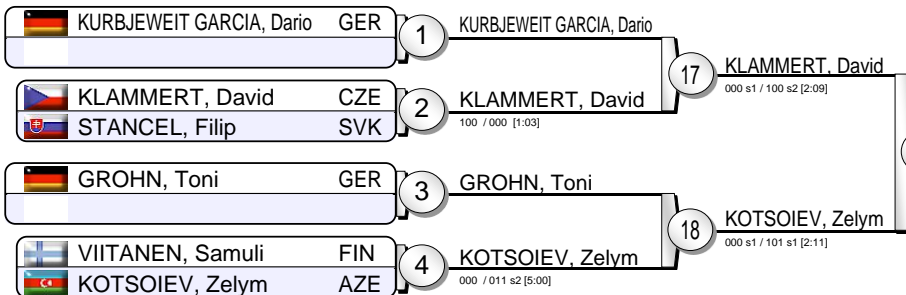 KURBJEWEIT GARCIA, Dario GER
1
KURBJEWEIT GARCIA, Dario
17
KLAMMERT, David
000 s1 / 100 s2 [2:09]
KLAMMERT, David CZE
STANCEL, Filip SVK
2
KLAMMERT, David
100 / 000 [1:03]
GROHN, Toni GER
3
GROHN, Toni
18
KOTSOIEV, Zelym
000 s1 / 101 s1 [2:11]
VIITANEN, Samuli FIN
KOTSOIEV, Zelym AZE
4
KOTSOIEV, Zelym
000 / 011 s2 [5:00]